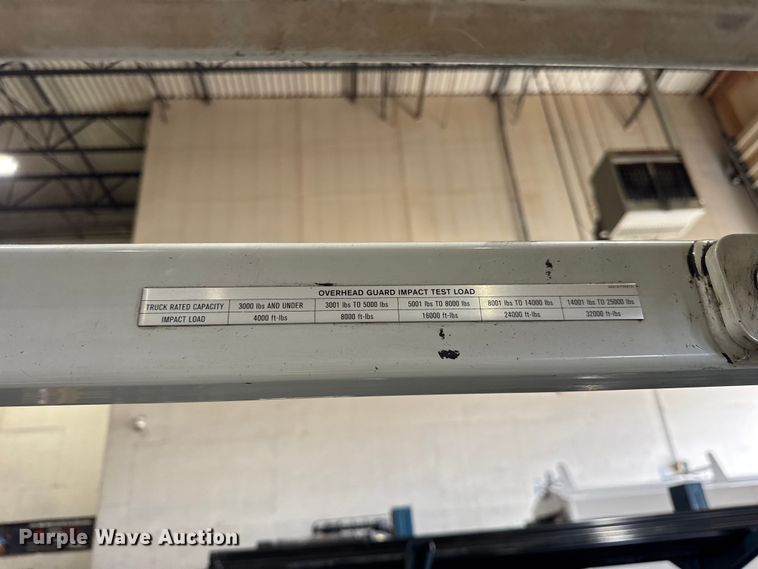 OVERHEAD GUARD IMPACT TEST LOAD
TRUCK RATED CAPACITY 3000 lbs AND UNDER 3001 lbs TO 5000 lbs 5001 lbs TO 8000 lbs 8001 lbs TO 14000 lbs 14001 lbs TO 25000 lbs
IMPACT LOAD 4000 ft-lbs 8000 ft-lbs 16000 ft-lbs 24000 ft-lbs 32000 ft-lbs
Purple Wave Auction